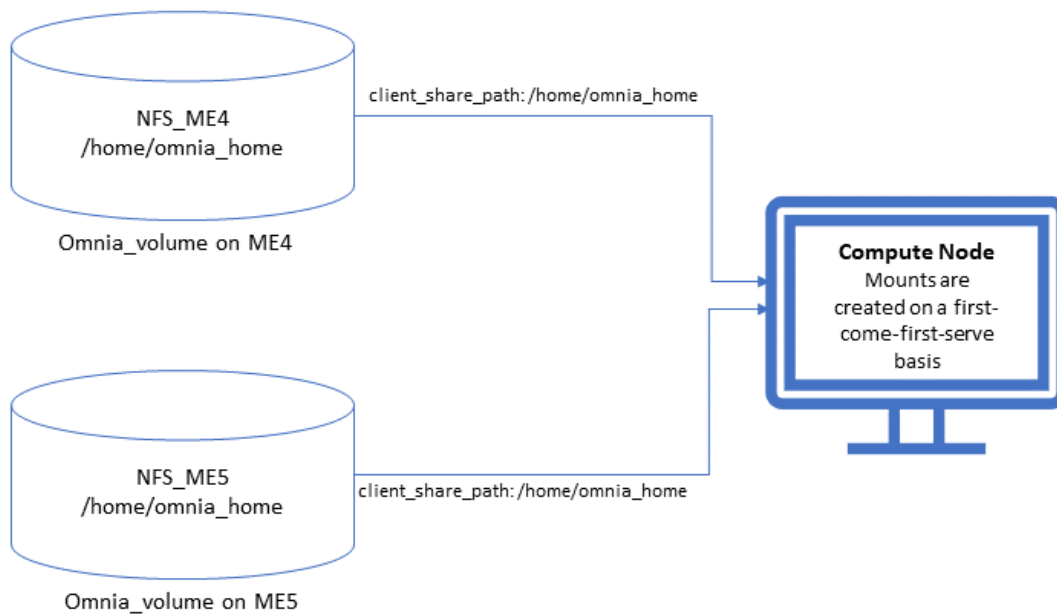 NFS_ME4
/home/omnia_home
Omnia_volume on ME4
client_share_path:/home/omnia_home
Compute Node
Mounts are
created on a first-
come-first-serve
basis
NFS_ME5
/home/omnia_home
client_share_path:/home/omnia_home
Omnia_volume on ME5